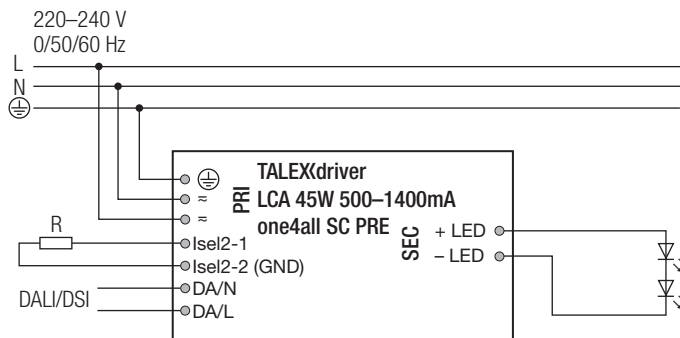 220–240 V
0/50/60 Hz
L
N
TALEXXdriver
LCA 45W 500–1400mA
one4all SC PRE
PRI
SEC
≂
≂
R
Isel2-1
Isel2-2 (GND)
DALI/DSI
DA/N
DA/L
+ LED
– LED